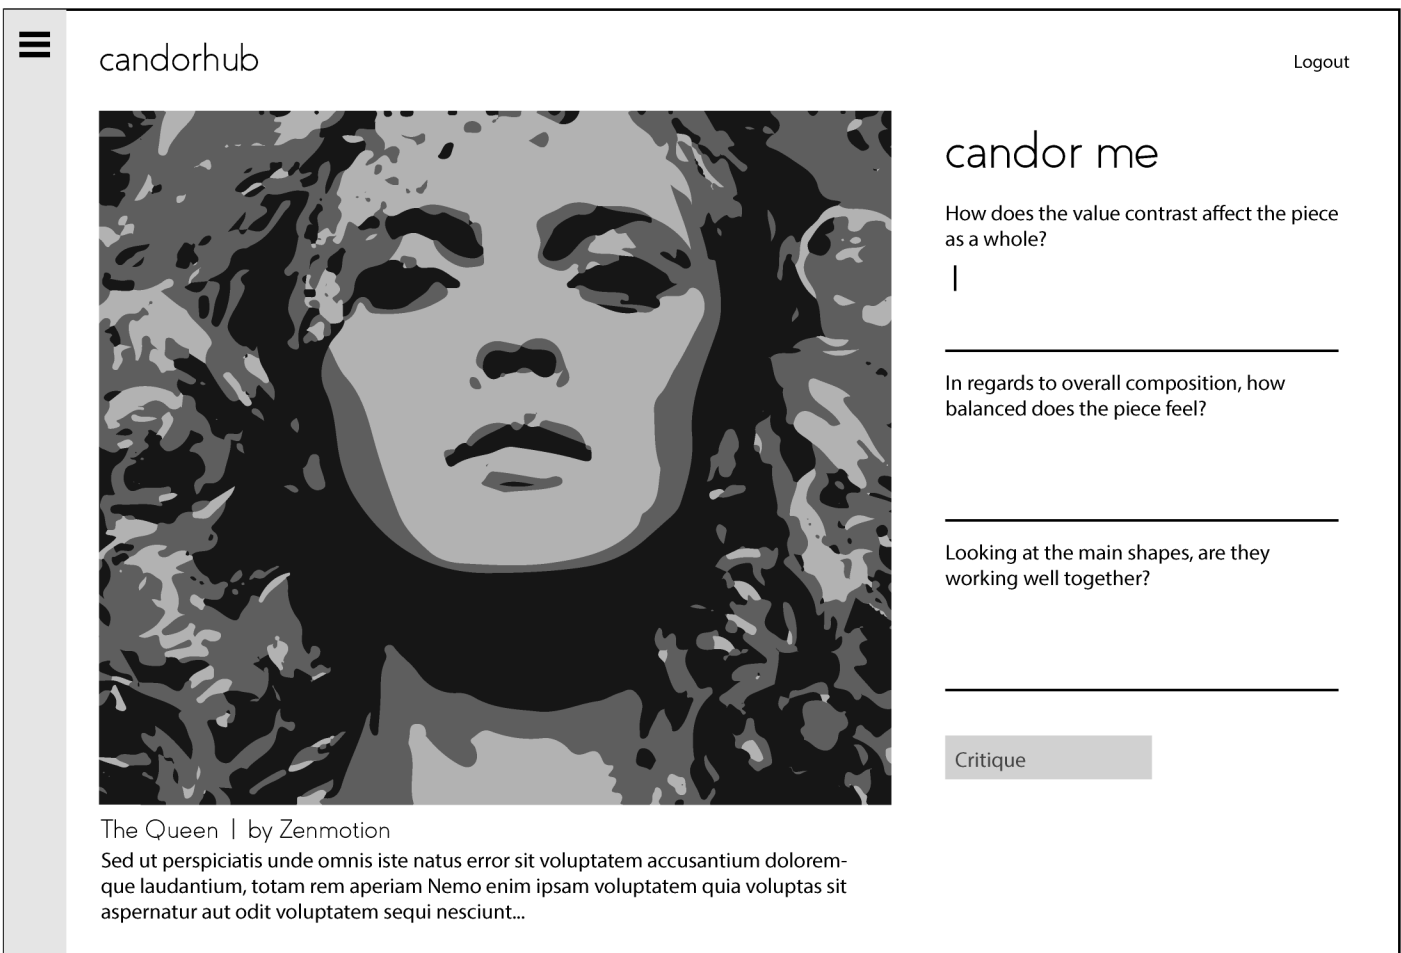 candorhub
Logout
candor me
How does the value contrast affect the piece
as a whole?
In regards to overall composition, how
balanced does the piece feel?
Looking at the main shapes, are they
working well together?
Critique
The Queen | by Zenmotion
Sed ut perspiciatis unde omnis iste natus error sit voluptatem accusantium dolorem-
que laudantium, totam rem aperiam Nemo enim ipsam voluptatem quia voluptas sit
aspernatur aut odit voluptatem sequi nesciunt...